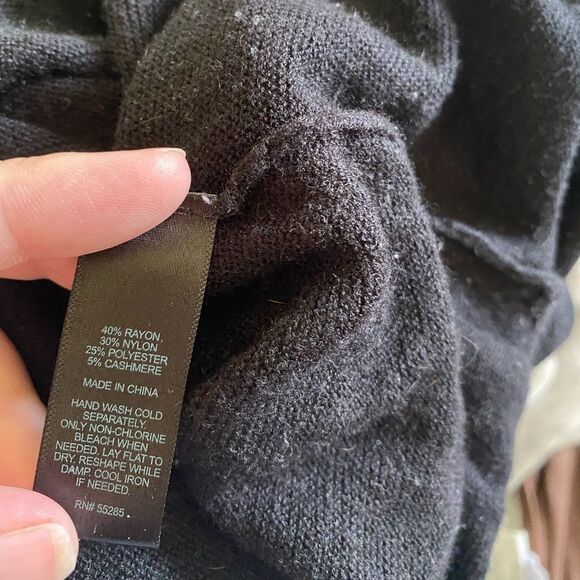 40% RAYON,
30% NYLON
25% POLYESTER
5% CASHMERE
MADE IN CHINA
HAND WASH COLD
SEPARATELY.
ONLY NON-CHLORINE
BLEACH WHEN
NEEDED. LAY FLAT TO
DRY. RESHAPE WHILE
DAMP. COOL IRON
IF NEEDED.
RN# 55285